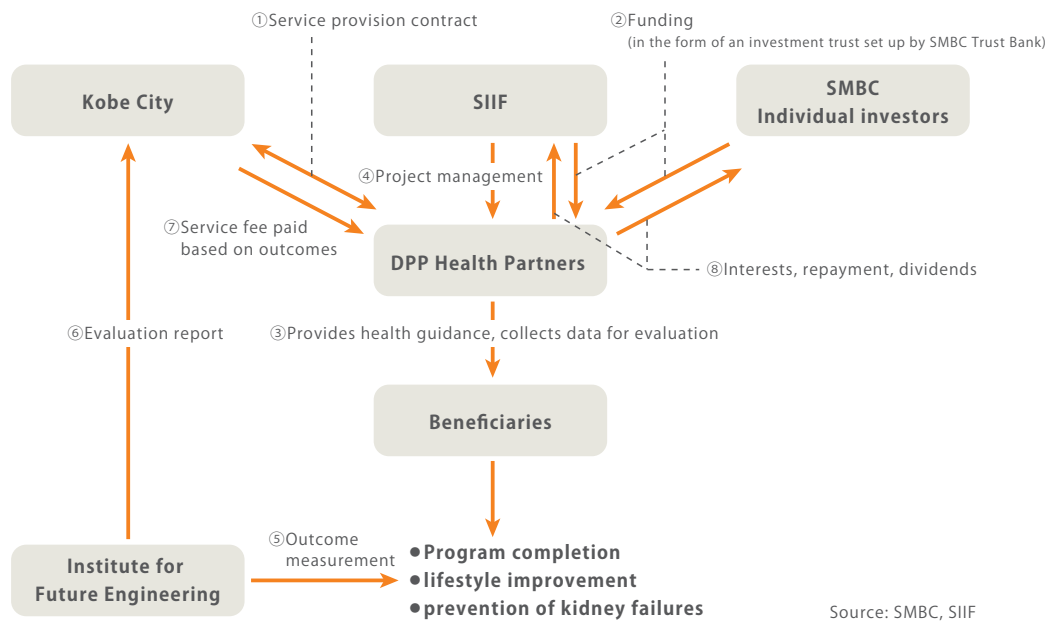 ①Service provision contract
②Funding
(in the form of an investment trust set up by SMBC Trust Bank)
Kobe City
SIIF
SMBC
Individual investors
④Project management
⑦Service fee paid
based on outcomes
DPP Health Partners
⑧Interests, repayment, dividends
⑥Evaluation report
③Provides health guidance, collects data for evaluation
Beneficiaries
⑤Outcome
measurement
Institute for
Future Engineering
●Program completion
●lifestyle improvement
●prevention of kidney failures
Source: SMBC, SIIF